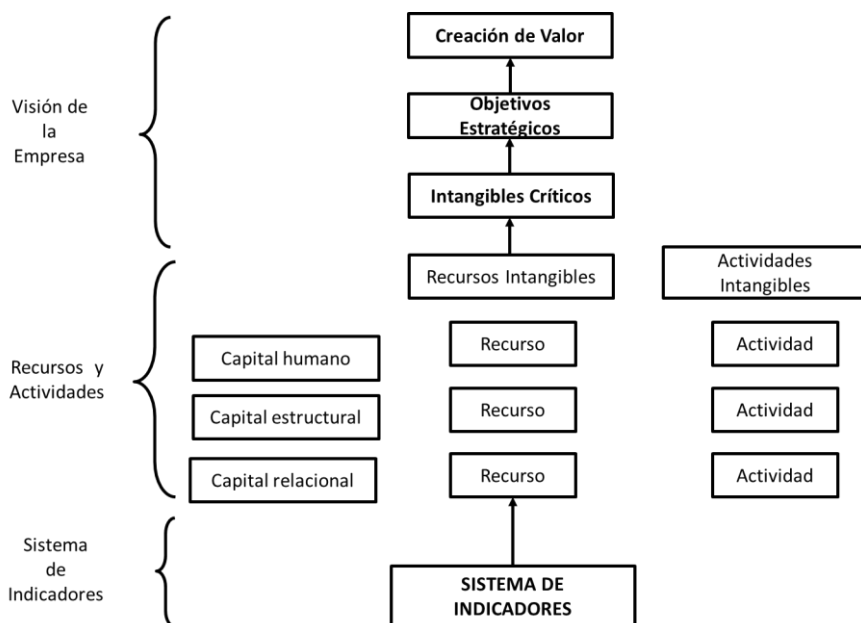 Creación de Valor
Visión de
la
Empresa
Objetivos
Estratégicos
Intangibles Críticos
Recursos Intangibles
Actividades
Intangibles
Recursos y
Actividades
Capital humano
Recurso
Actividad
Capital estructural
Recurso
Actividad
Capital relacional
Recurso
Actividad
Sistema
de
Indicadores
SISTEMA DE
INDICADORES